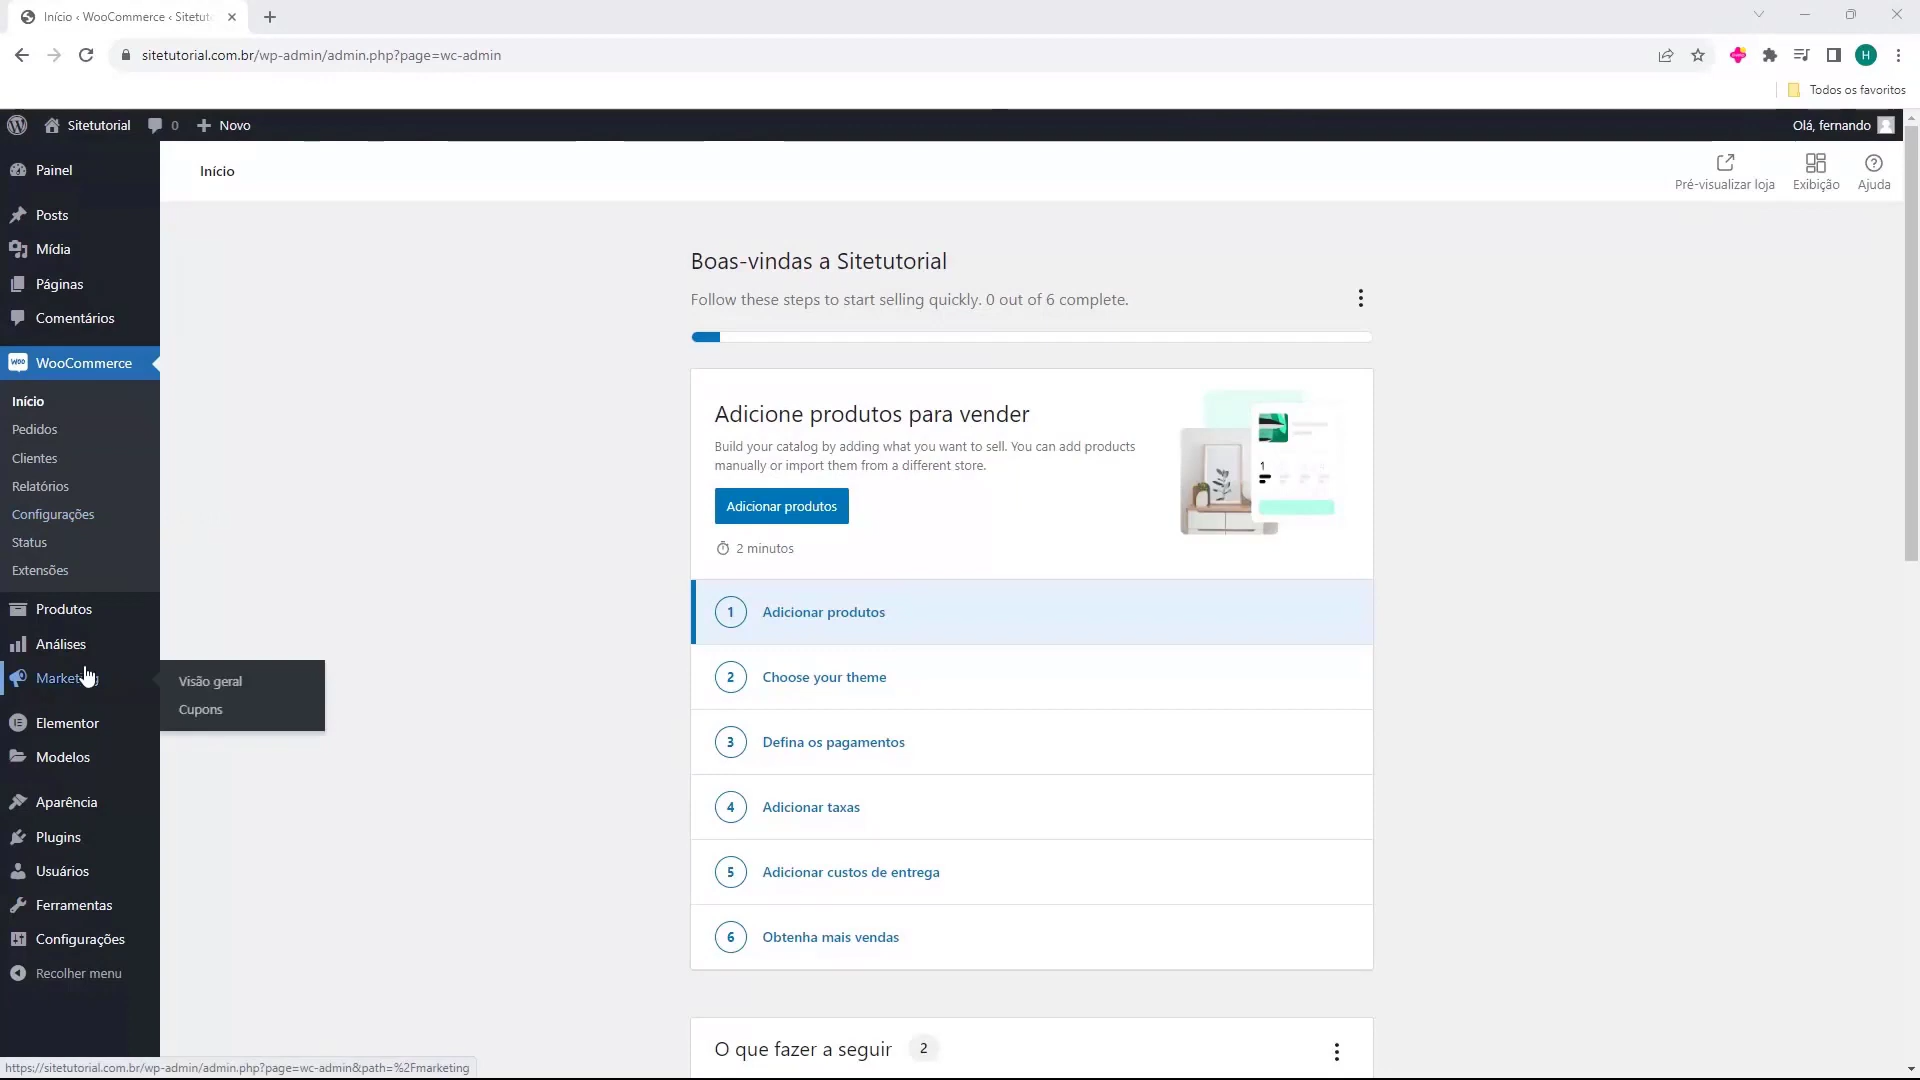 Início ‹ WooCommerce ‹ Sitetut
sitetutorial.com.br/wp-admin/admin.php?page=wc-admin
H
Todos os favoritos
Sitetutorial
0
Novo
Olá, fernando
Painel
Posts
Mídia
Páginas
Comentários
WooCommerce
Início
Pedidos
Clientes
Relatórios
Configurações
Status
Extensões
Produtos
Análises
Marketing
Visão geral
Cupons
Elementor
Modelos
Aparência
Plugins
Usuários
Ferramentas
Configurações
Recolher menu
Início
Pré-visualizar loja
Exibição
Ajuda
Boas-vindas a Sitetutorial
Follow these steps to start selling quickly. 0 out of 6 complete.
Adicione produtos para vender
Build your catalog by adding what you want to sell. You can add products
manually or import them from a different store.
Adicionar produtos
2 minutos
1
1 Adicionar produtos
2 Choose your theme
3 Defina os pagamentos
4 Adicionar taxas
5 Adicionar custos de entrega
6 Obtenha mais vendas
O que fazer a seguir 2
https://sitetutorial.com.br/wp-admin/admin.php?page=wc-admin&path=%2Fmarketing